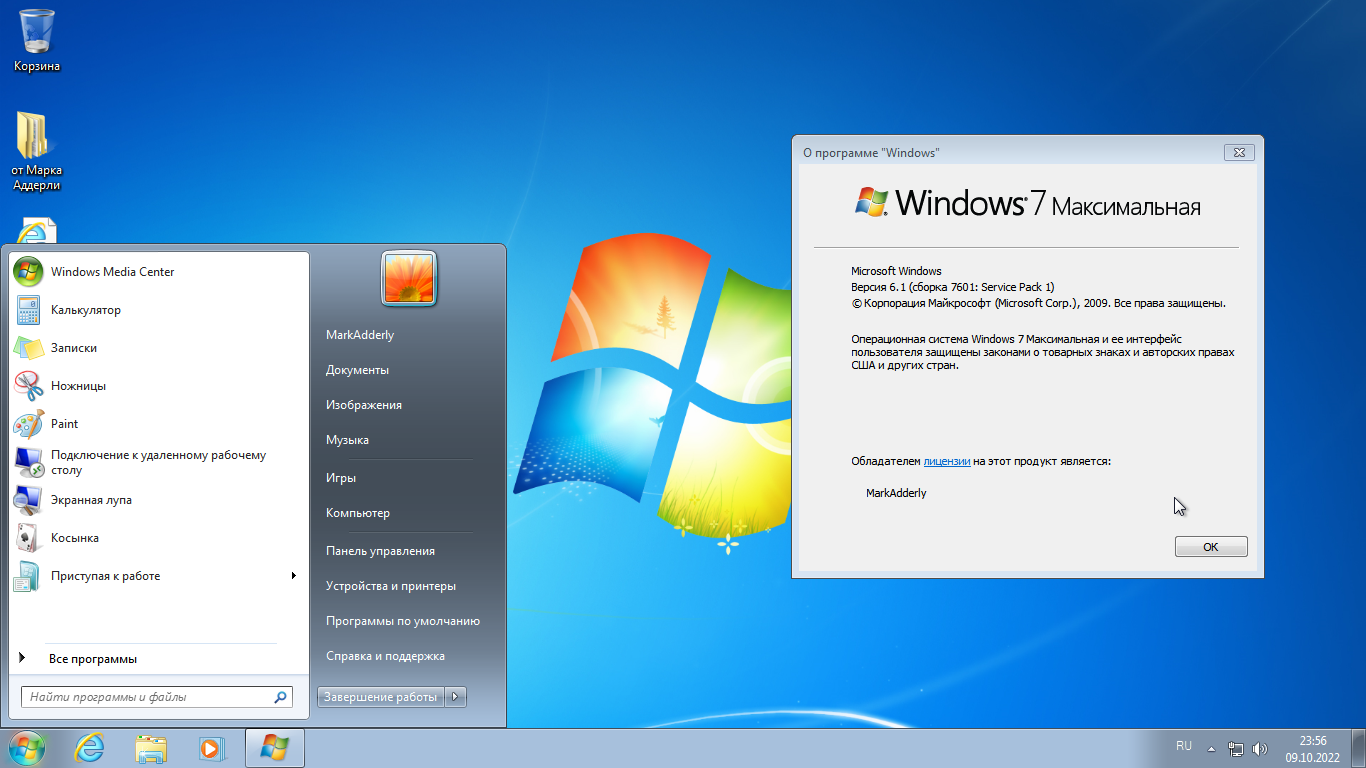 Корзина
от Марка
Аддерли
Windows Media Center
Калькулятор
Записки
Ножницы
Paint
Подключение к удаленному рабочему
столу
Экранная лупа
Косынка
Приступая к работе
Все программы
Найти программы и файлы
MarkAdderly
Документы
Изображения
Музыка
Игры
Компьютер
Панель управления
Устройства и принтеры
Программы по умолчанию
Справка и поддержка
Завершение работы
О программе "Windows"
Windows® 7 Максимальная
Microsoft Windows
Версия 6.1 (сборка 7601: Service Pack 1)
© Корпорация Майкрософт (Microsoft Corp.), 2009. Все права защищены.
Операционная система Windows 7 Максимальная и ее интерфейс
пользователя защищены законами о товарных знаках и авторских правах
США и других стран.
Обладателем лицензии на этот продукт является:
MarkAdderly
ОК
RU
23:56
09.10.2022